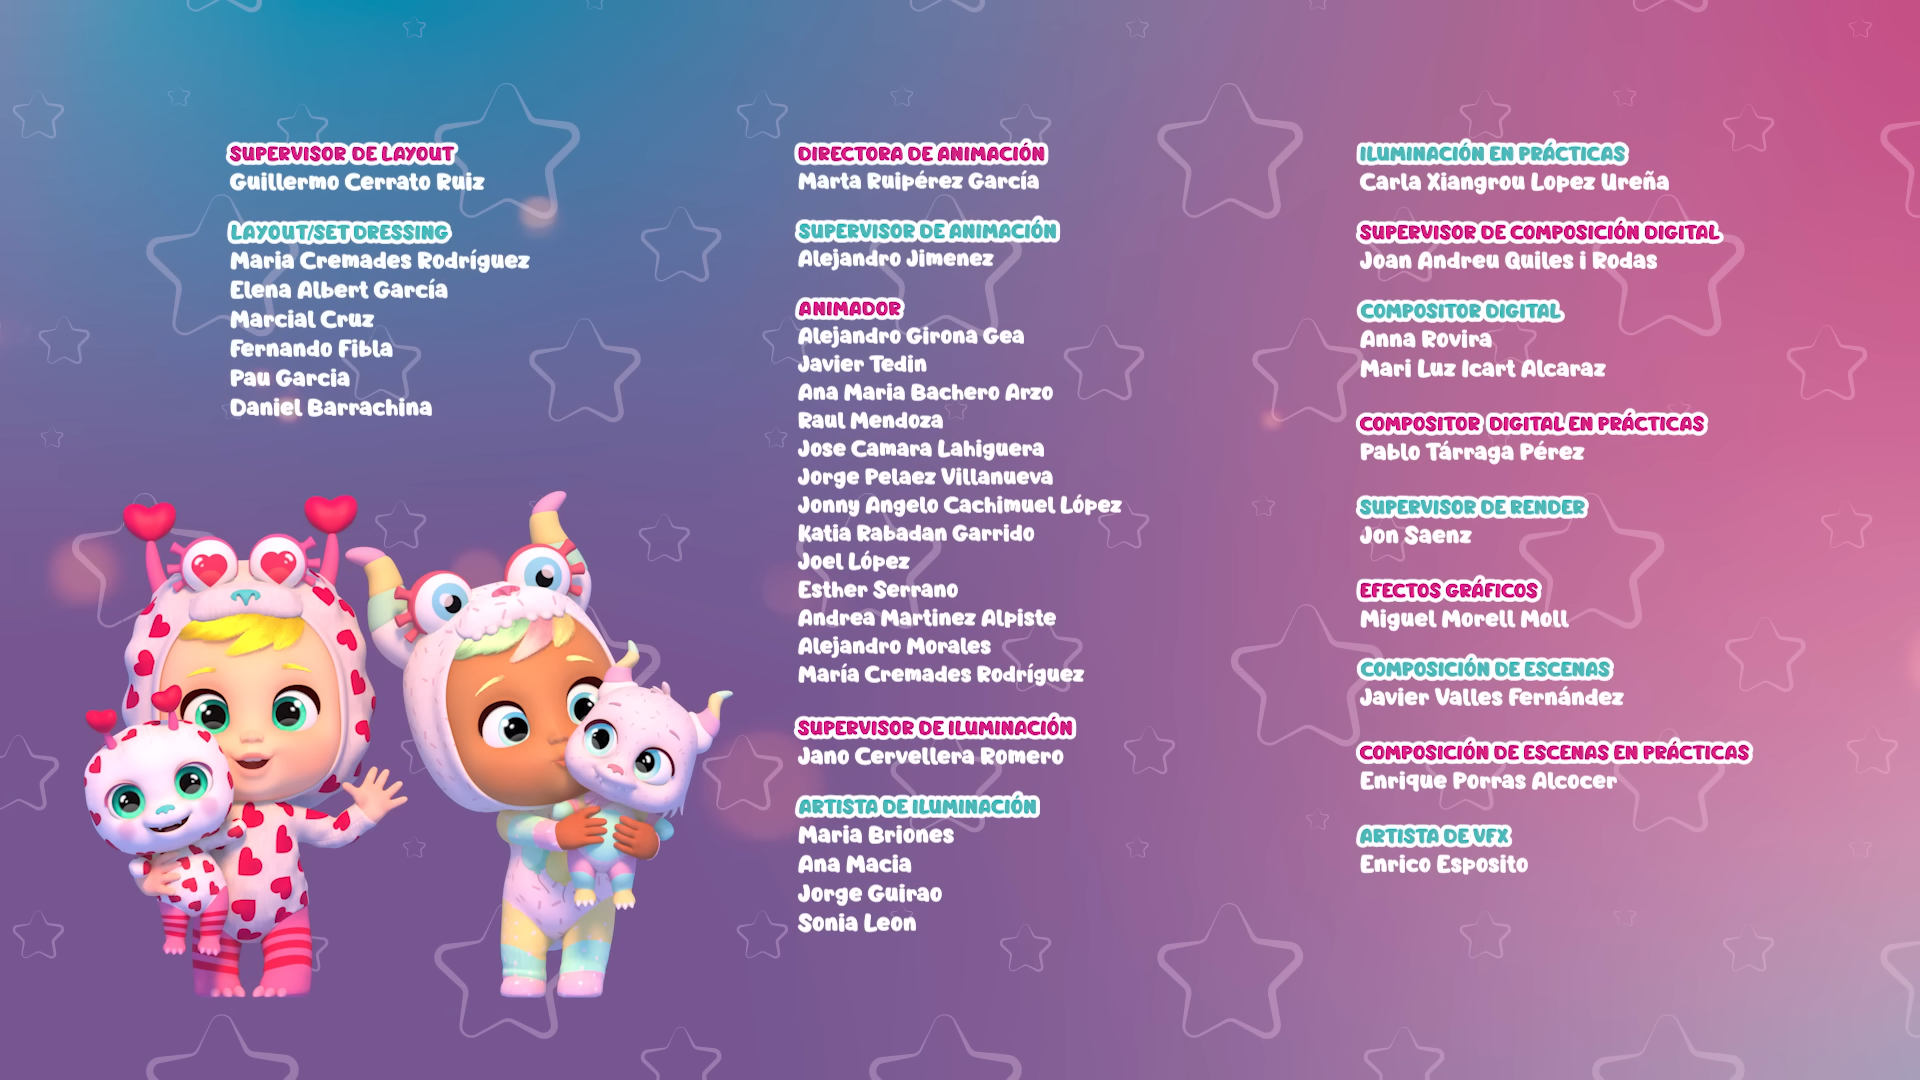 SUPERVISOR DE LAYOUT
Guillermo Cerrato Ruiz
LAYOUT/SET DRESSING
Maria Cremades Rodríguez
Elena Albert García
Marcial Cruz
Fernando Fibla
Pau Garcia
Daniel Barrachina
DIRECTORA DE ANIMACIÓN
Marta Ruipérez García
SUPERVISOR DE ANIMACIÓN
Alejandro Jimenez
ANIMADOR
Alejandro Girona Gea
Javier Tedin
Ana Maria Bachero Arzo
Raul Mendoza
Jose Camara Lahiguera
Jorge Pelaez Villanueva
Jonny Angelo Cachimuel López
Katia Rabadan Garrido
Joel López
Esther Serrano
Andrea Martinez Alpiste
Alejandro Morales
María Cremades Rodríguez
SUPERVISOR DE ILUMINACIÓN
Jano Cervellera Romero
ARTISTA DE ILUMINACIÓN
Maria Briones
Ana Macia
Jorge Guirao
Sonia Leon
ILUMINACIÓN EN PRÁCTICAS
Carla Xiangrou Lopez Ureña
SUPERVISOR DE COMPOSICIÓN DIGITAL
Joan Andreu Quiles i Rodas
COMPOSITOR DIGITAL
Anna Rovira
Mari Luz Icart Alcaraz
COMPOSITOR DIGITAL EN PRÁCTICAS
Pablo Tárraga Pérez
SUPERVISOR DE RENDER
Jon Saenz
EFECTOS GRÁFICOS
Miguel Morell Moll
COMPOSICIÓN DE ESCENAS
Javier Valles Fernández
COMPOSICIÓN DE ESCENAS EN PRÁCTICAS
Enrique Porras Alcocer
ARTISTA DE VFX
Enrico Esposito